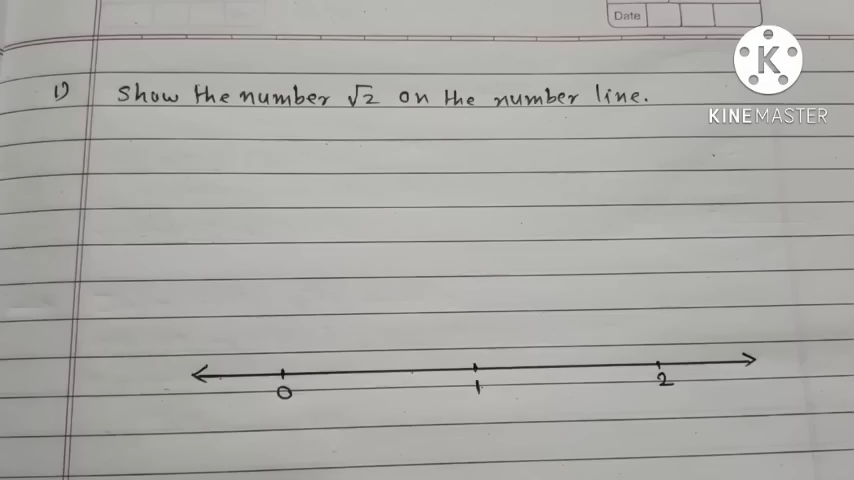 Date
K
KINEMASTER
1) Show the number √2 on the number line.
0 1 2